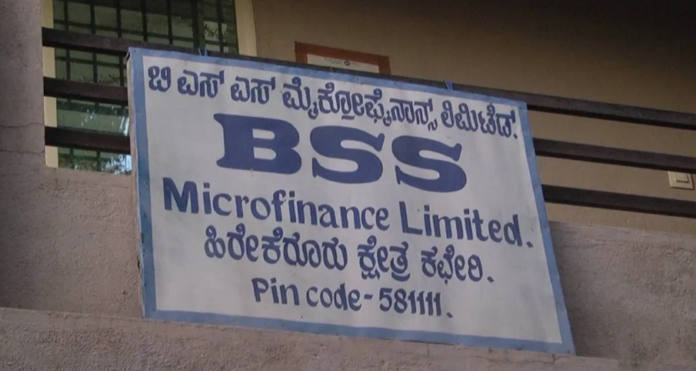 ಬಿ ಎಸ್ ಎಸ್ ಮೈಕ್ರೋಫೈನಾನ್ಸ್ ಲಿಮಿಟೆಡ್.
BSS
Microfinance Limited.
ಹಿರೇಕೆರೂರು ಕ್ಷೇತ್ರ ಕಛೇರಿ.
Pin code - 581111.